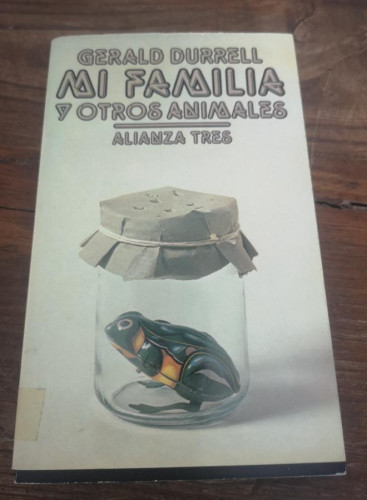 GERALD DURRELL
MI FAMILIA
Y OTROS ANIMALES
ALIANZA TRES